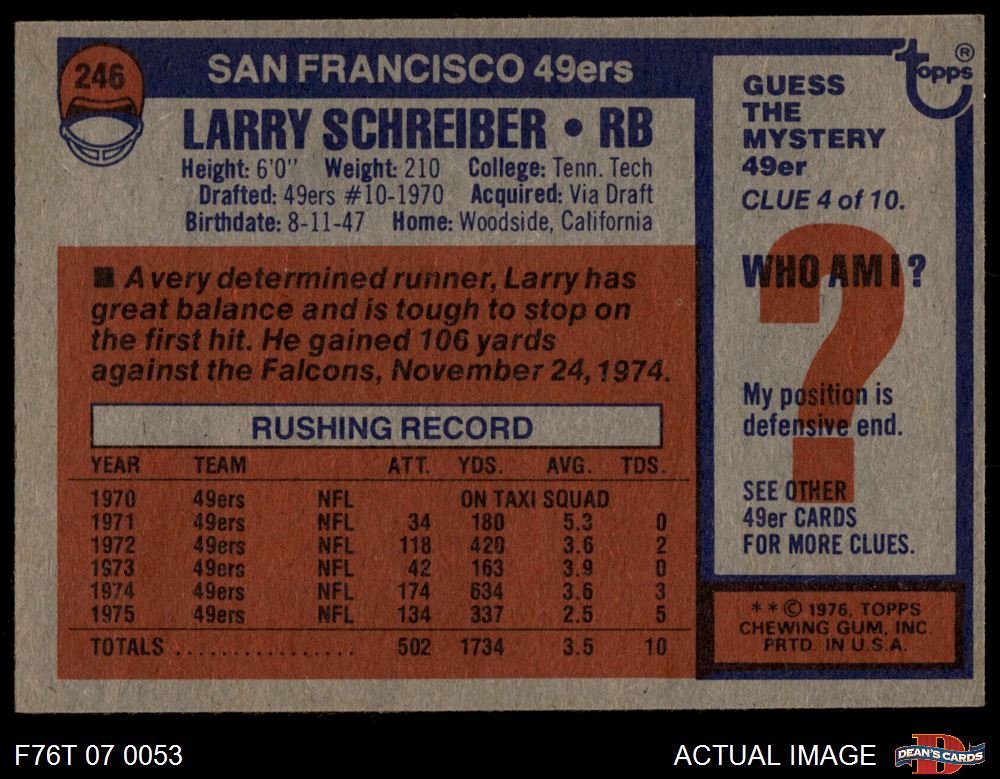 246
SAN FRANCISCO 49ers
LARRY SCHREIBER • RB
Height: 6'0" Weight: 210 College: Tenn. Tech
Drafted: 49ers #10-1970 Acquired: Via Draft
Birthdate: 8-11-47 Home: Woodside, California
■ A very determined runner, Larry has
great balance and is tough to stop on
the first hit. He gained 106 yards
against the Falcons, November 24, 1974.
RUSHING RECORD
YEAR TEAM ATT. YDS. AVG. TDS.
1970 49ers NFL ON TAXI SQUAD
1971 49ers NFL 34 180 5.3 0
1972 49ers NFL 118 420 3.6 2
1973 49ers NFL 42 163 3.9 0
1974 49ers NFL 174 634 3.6 3
1975 49ers NFL 134 337 2.5 5
TOTALS ................ 502 1734 3.5 10
topps ®
GUESS
THE
MYSTERY
49er
CLUE 4 of 10.
?
WHO AM I ?
My position is
defensive end.
SEE OTHER
49er CARDS
FOR MORE CLUES.
* * © 1976, TOPPS
CHEWING GUM, INC.
PRTD. IN U.S.A.
F76T 07 0053
ACTUAL IMAGE
D
DEAN'S CARDS